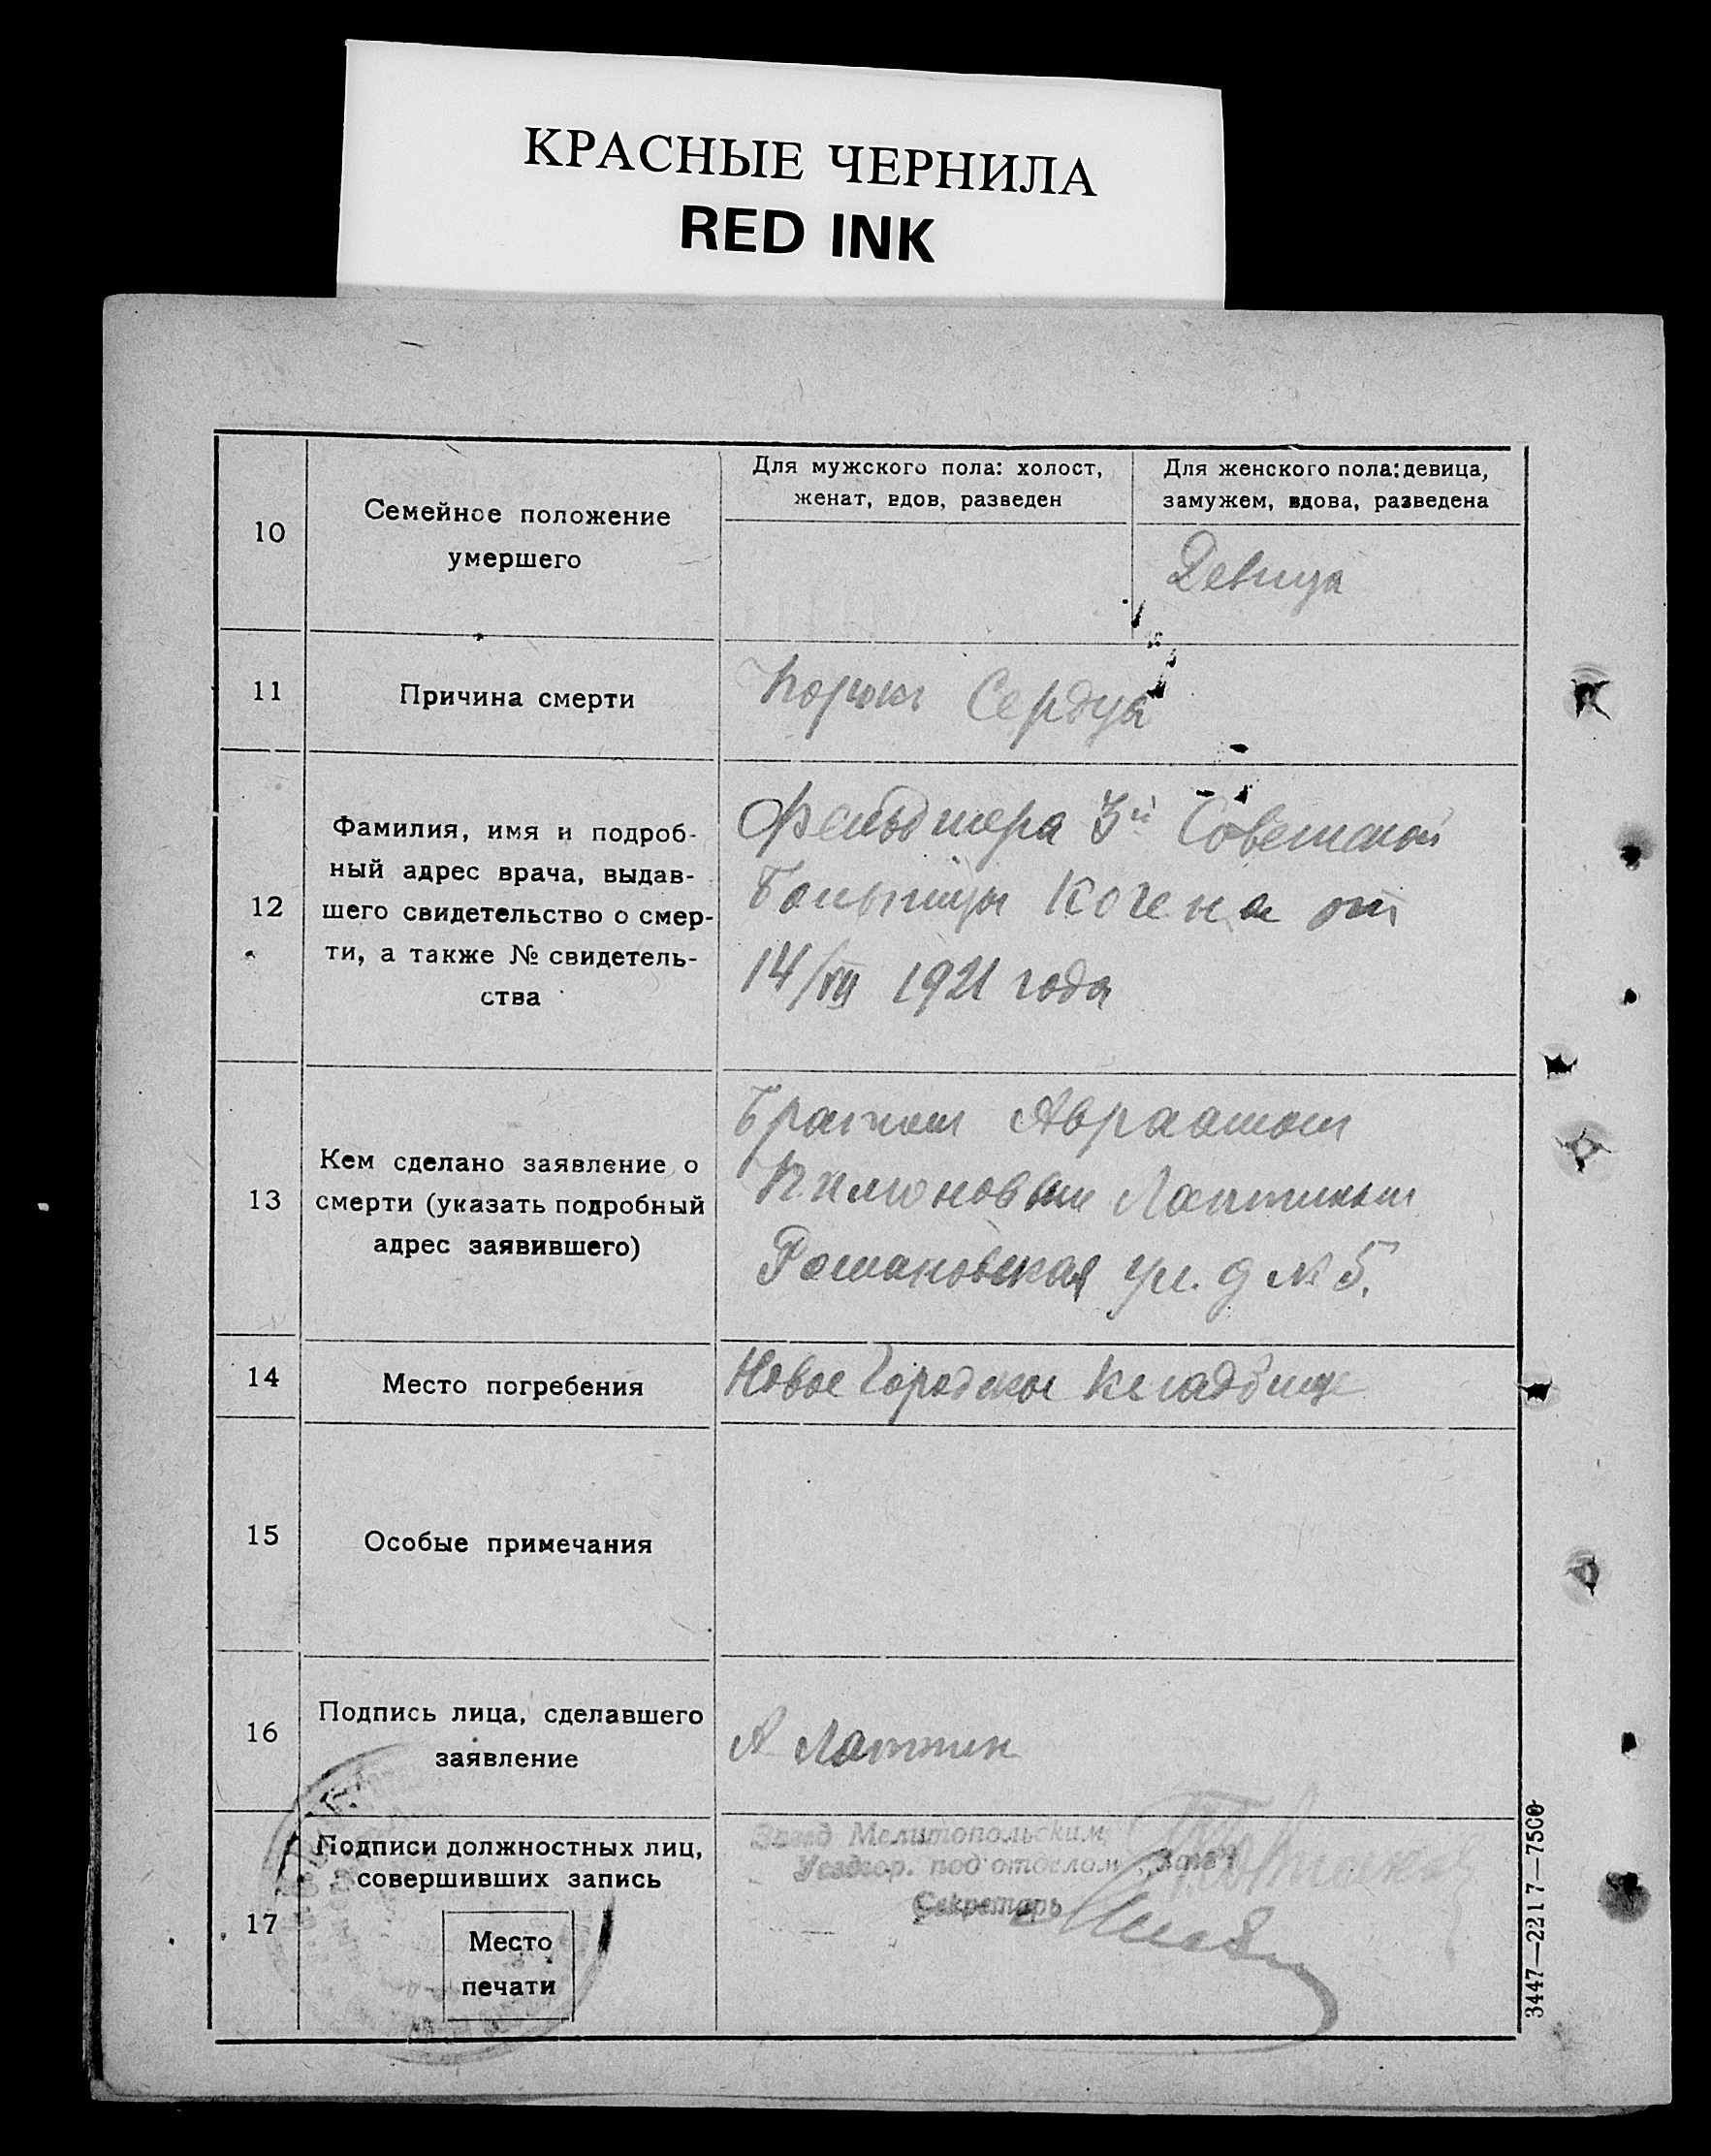 КРАСНЫЕ ЧЕРНИЛА
RED INK
10
Семейное положение
умершего
Для мужского пола: холост,
женат, вдов, разведен
Для женского пола: девица,
замужем, вдова, разведена
Девица
11
Причина смерти
Порок Сердца
12
Фамилия, имя и подроб-
ный адрес врача, выдав-
шего свидетельство о смер-
ти, а также № свидетель-
ства
Фельдшера 3й Советской
Больницы Когена от
14/VII 1921 года
13
Кем сделано заявление о
смерти (указать подробный
адрес заявившего)
Братом Авраамом
Лаптиным
Романовская ул. д № 5.
14
Место погребения
Новое Городское Кладбище
15
Особые примечания
16
Подпись лица, сделавшего
заявление
А Лаптин
17
Подписи должностных лиц,
совершивших запись
Место
печати
Завед Мелитопольским
Уездгор. подотделом
Секретарь
3447—2217—7500